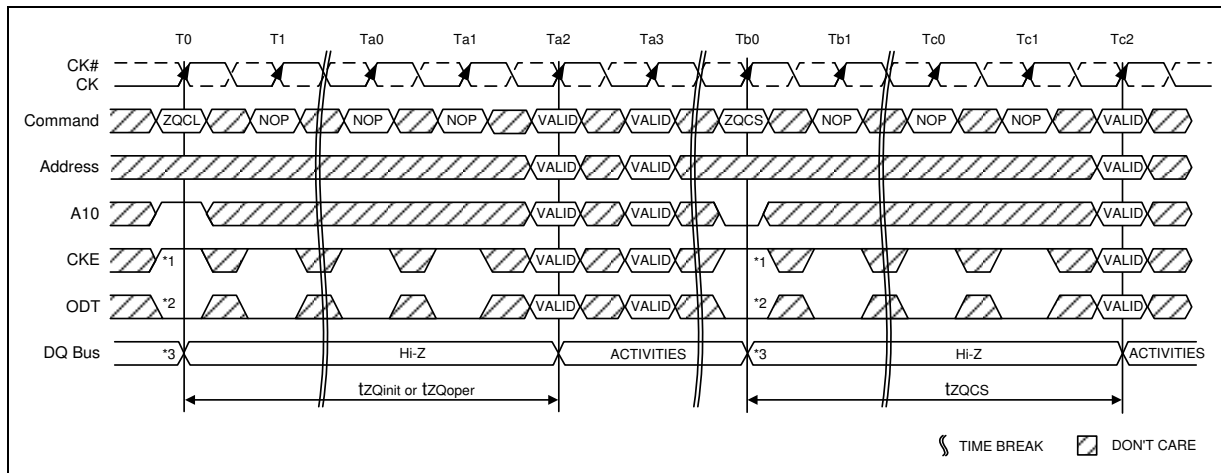 T0 T1 Ta0 Ta1 Ta2 Ta3 Tb0 Tb1 Tc0 Tc1 Tc2
CK#
CK
Command ZQCL NOP NOP NOP VALID VALID ZQCS NOP NOP NOP VALID
Address VALID VALID VALID
A10 VALID VALID VALID
CKE *1 VALID VALID *1 VALID
ODT *2 VALID VALID *2 VALID
DQ Bus *3 Hi-Z ACTIVITIES *3 Hi-Z ACTIVITIES
tZQinit or tZQoper tZQCS
TIME BREAK DON'T CARE